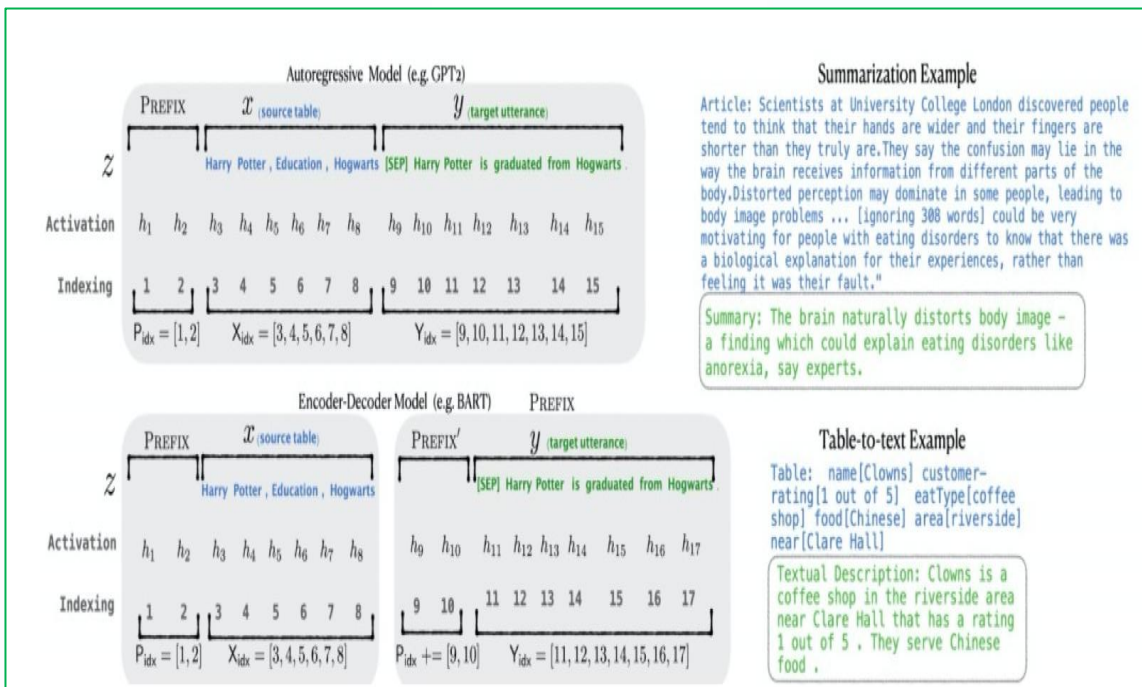 Autoregressive Model (e.g. GPT2)
PREFIX x (source table) y (target utterance)
z Harry Potter , Education , Hogwarts [SEP] Harry Potter is graduated from Hogwarts .
Activation h1 h2 h3 h4 h5 h6 h7 h8 h9 h10 h11 h12 h13 h14 h15
Indexing 1 2 3 4 5 6 7 8 9 10 11 12 13 14 15
Pidx = [1, 2] Xidx = [3, 4, 5, 6, 7, 8] Yidx = [9, 10, 11, 12, 13, 14, 15]
Summarization Example
Article: Scientists at University College London discovered people
tend to think that their hands are wider and their fingers are
shorter than they truly are.They say the confusion may lie in the
way the brain receives information from different parts of the
body.Distorted perception may dominate in some people, leading to
body image problems ... [ignoring 308 words] could be very
motivating for people with eating disorders to know that there was
a biological explanation for their experiences, rather than
feeling it was their fault."
Summary: The brain naturally distorts body image –
a finding which could explain eating disorders like
anorexia, say experts.
Encoder-Decoder Model (e.g. BART) PREFIX
PREFIX x (source table) PREFIX′ y (target utterance)
z Harry Potter , Education , Hogwarts [SEP] Harry Potter is graduated from Hogwarts .
Activation h1 h2 h3 h4 h5 h6 h7 h8 h9 h10 h11 h12 h13 h14 h15 h16 h17
Indexing 1 2 3 4 5 6 7 8 9 10 11 12 13 14 15 16 17
Pidx = [1, 2] Xidx = [3, 4, 5, 6, 7, 8] Pidx += [9, 10] Yidx = [11, 12, 13, 14, 15, 16, 17]
Table-to-text Example
Table: name[Clowns] customer-
rating[1 out of 5] eatType[coffee
shop] food[Chinese] area[riverside]
near[Clare Hall]
Textual Description: Clowns is a
coffee shop in the riverside area
near Clare Hall that has a rating
1 out of 5 . They serve Chinese
food .